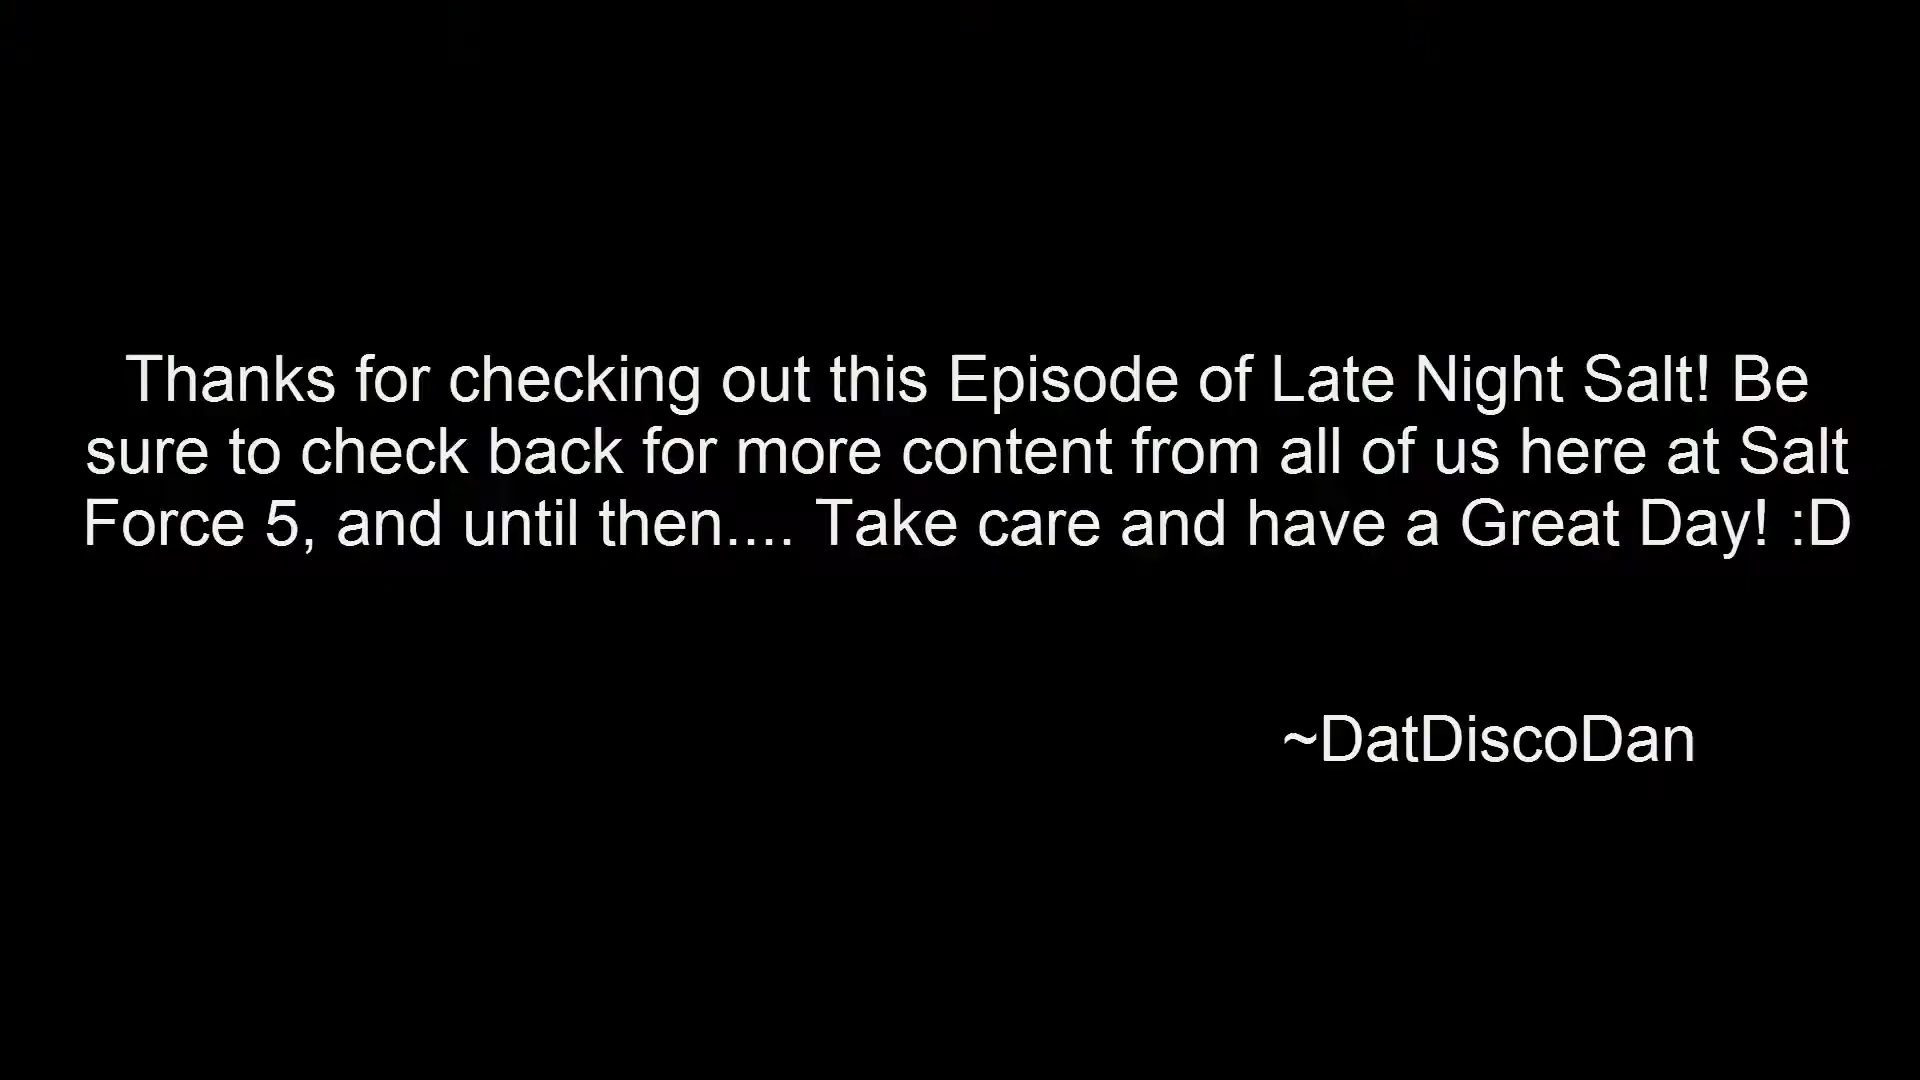 Thanks for checking out this Episode of Late Night Salt! Be
sure to check back for more content from all of us here at Salt
Force 5, and until then.... Take care and have a Great Day! :D
~DatDiscoDan